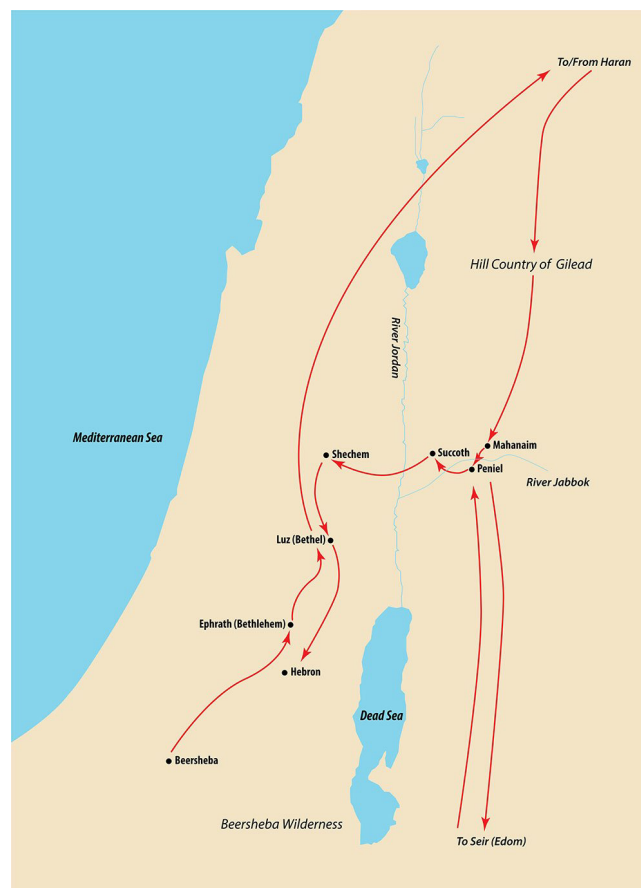 To/From Haran
Hill Country of Gilead
River Jordan
Mediterranean Sea
Mahanaim
Shechem
Succoth
Peniel
River Jabbok
Luz (Bethel)
Ephrath (Bethlehem)
Hebron
Dead Sea
Beersheba
Beersheba Wilderness
To Seir (Edom)